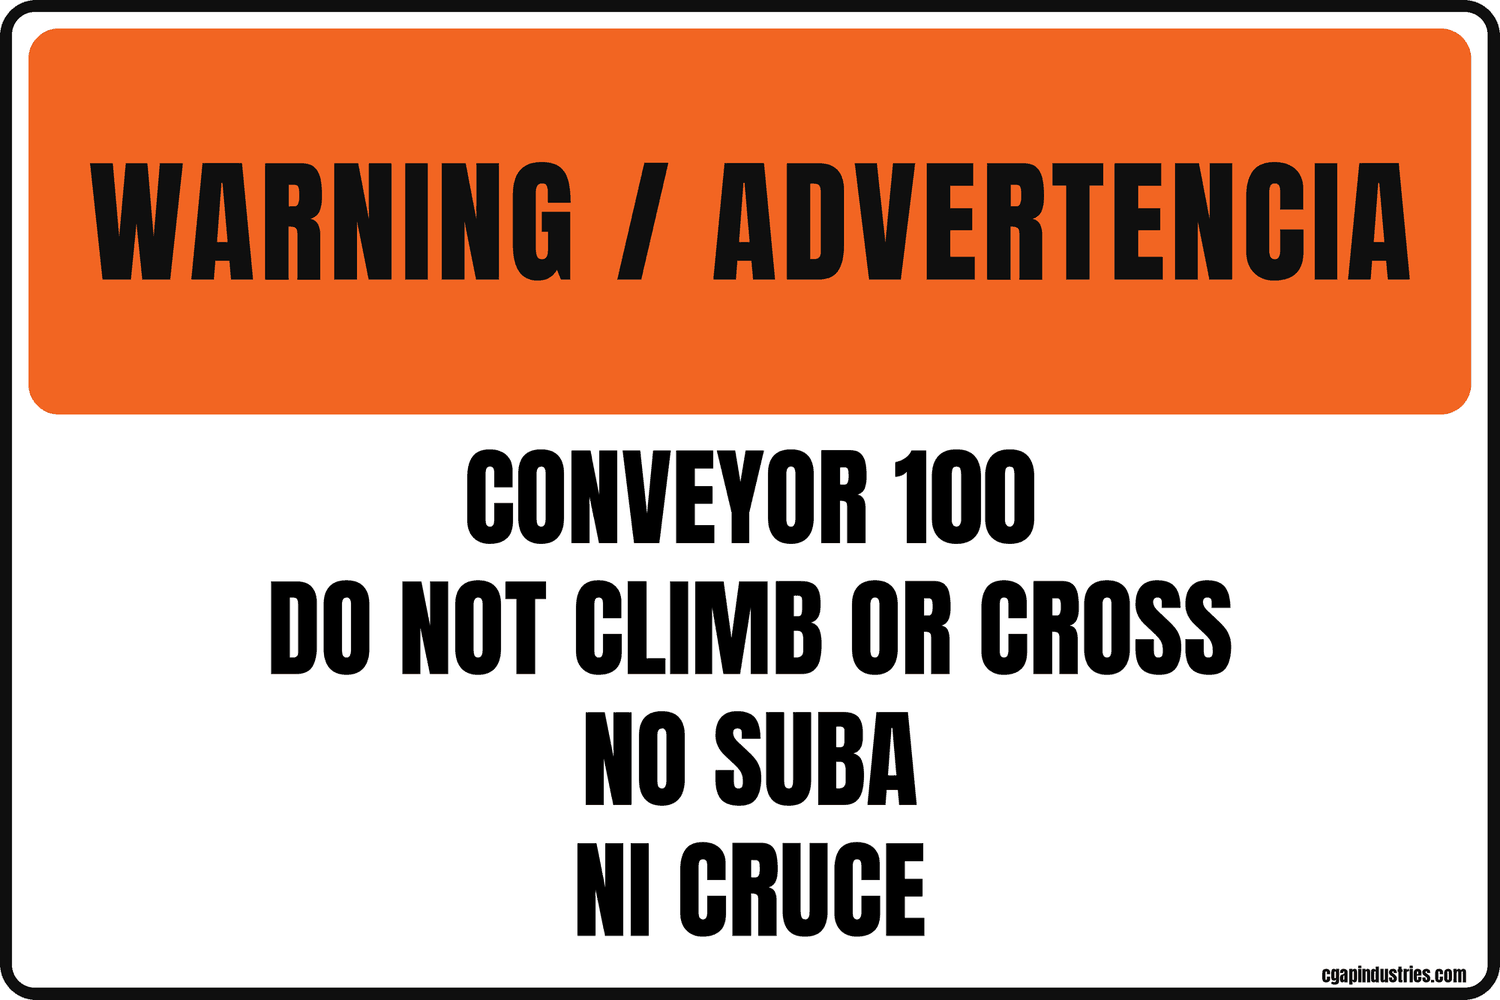 WARNING / ADVERTENCIA
CONVEYOR 100
DO NOT CLIMB OR CROSS
NO SUBA
NI CRUCE
cgapindustries.com